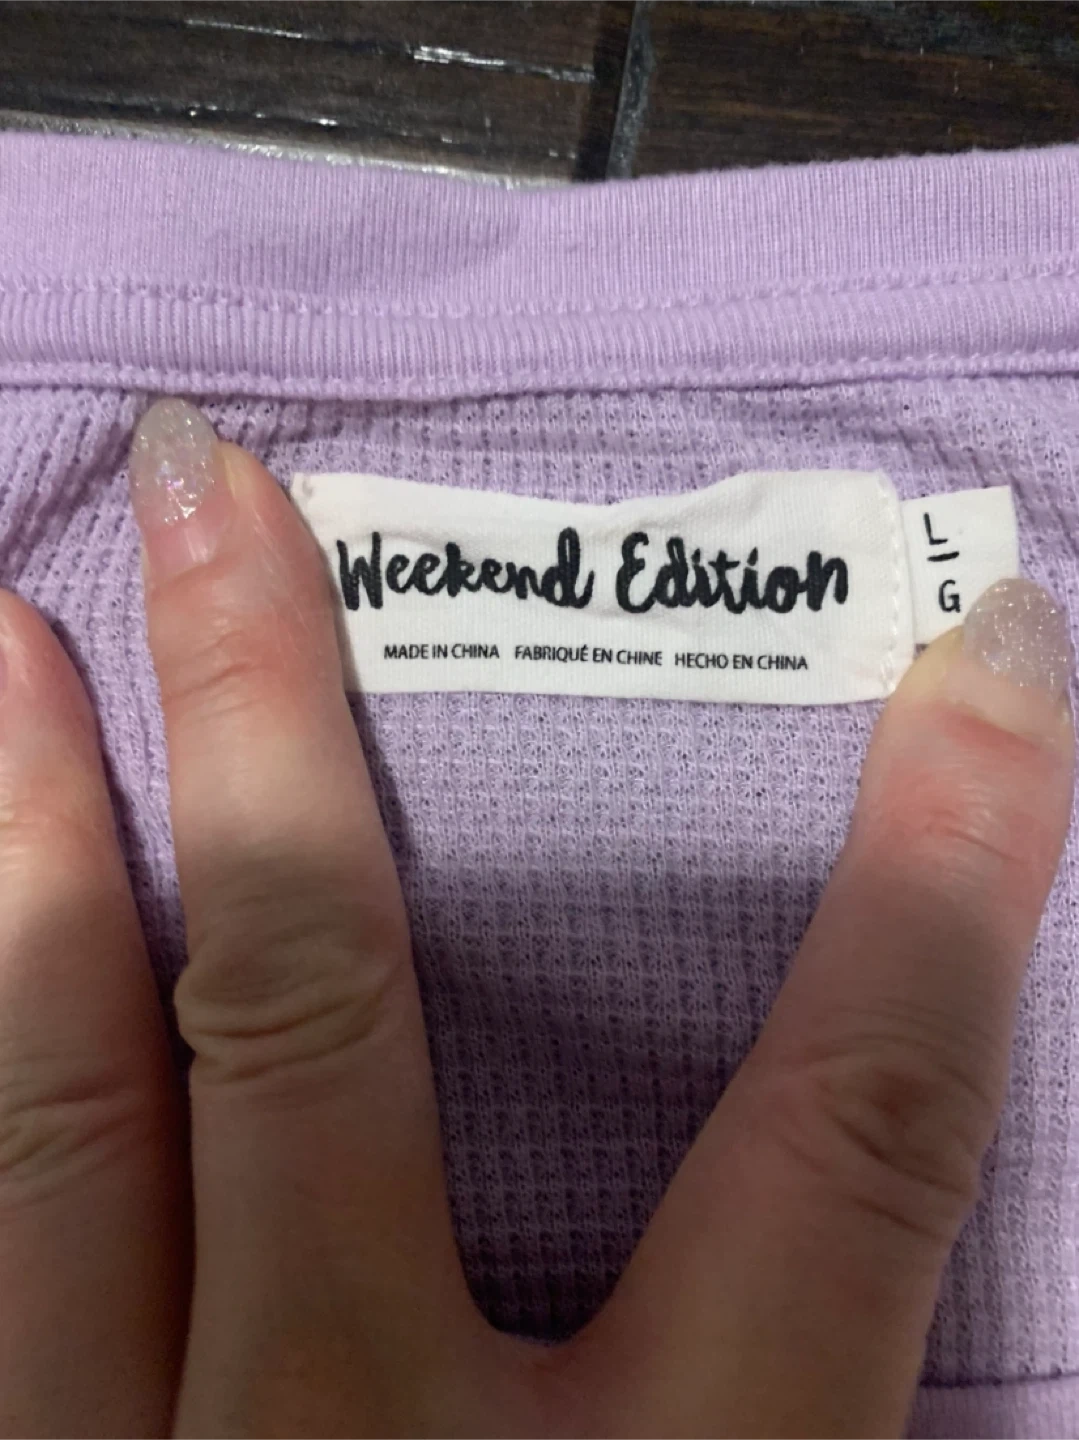 Weekend Edition
MADE IN CHINA FABRIQUÉ EN CHINE HECHO EN CHINA
L
G